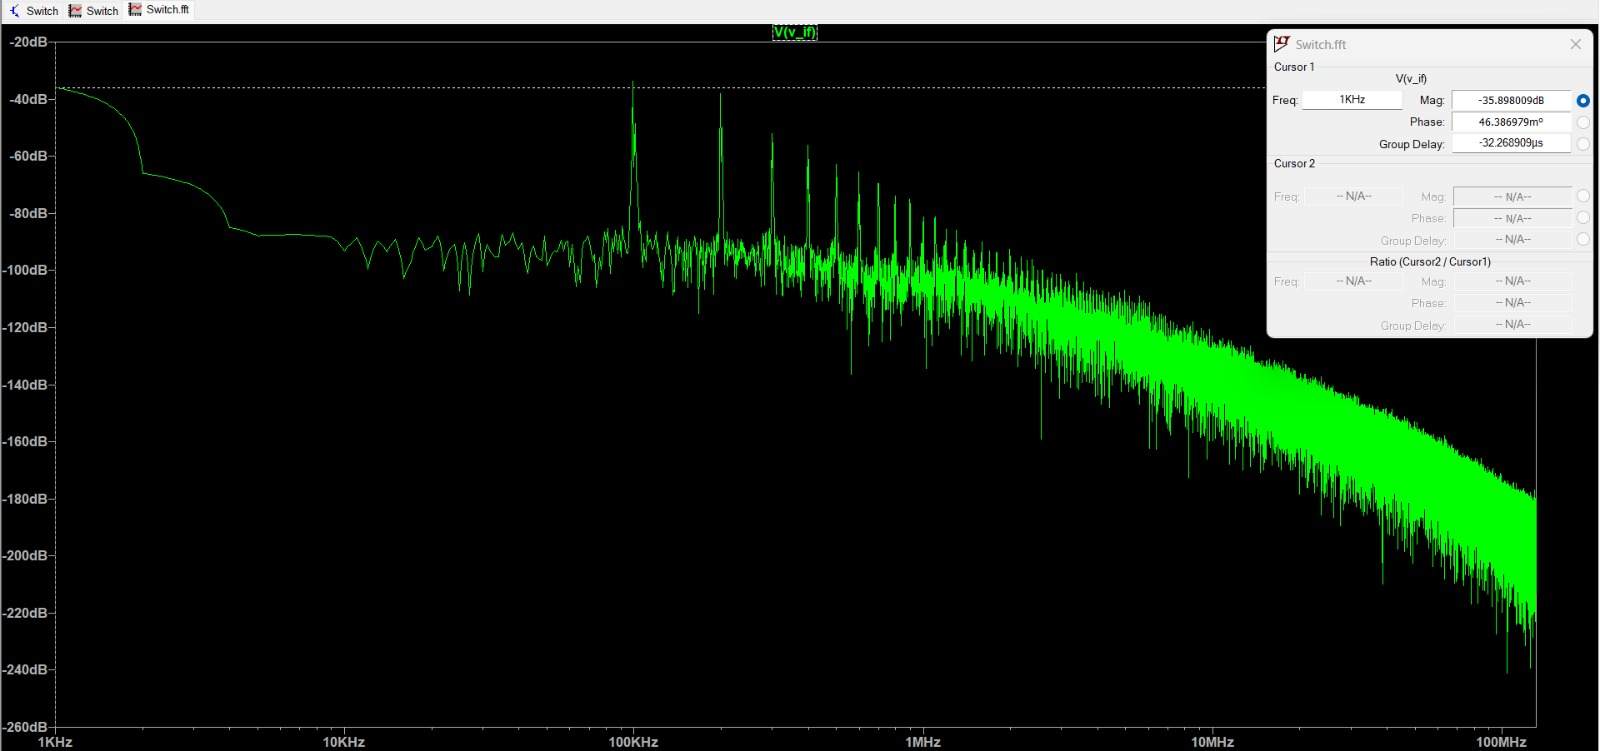 Switch Switch Switch.fft
V(v_if)
-20dB
-40dB
-60dB
-80dB
-100dB
-120dB
-140dB
-160dB
-180dB
-200dB
-220dB
-240dB
-260dB
1KHz 10KHz 100KHz 1MHz 10MHz 100MHz
Switch.fft
Cursor 1
V(v_if)
Freq: 1KHz Mag: -35.898009dB
Phase: 46.386979m°
Group Delay: -32.268909µs
Cursor 2
Freq: -- N/A-- Mag: -- N/A--
Phase: -- N/A--
Group Delay: -- N/A--
Ratio (Cursor2 / Cursor1)
Freq: -- N/A-- Mag: -- N/A--
Phase: -- N/A--
Group Delay: -- N/A--